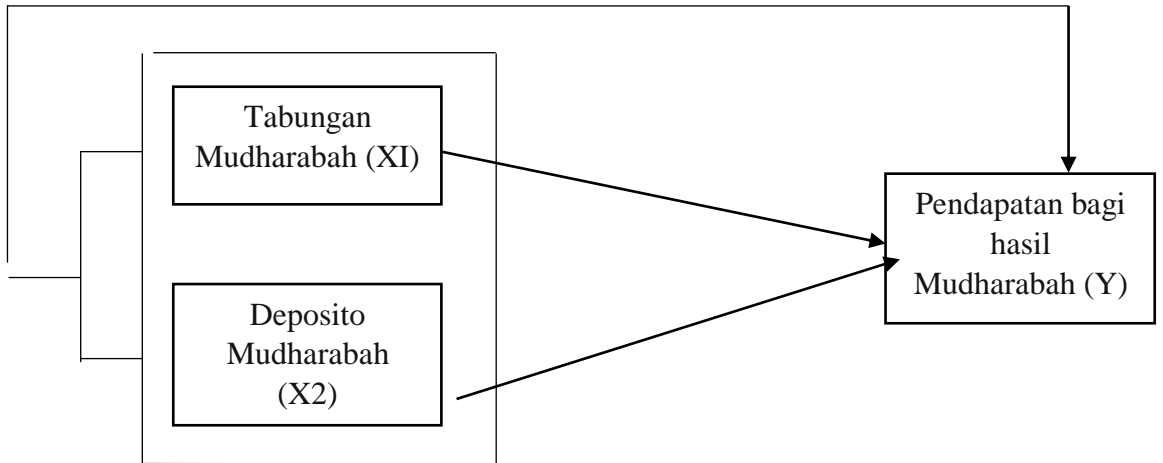 Tabungan
Mudharabah (XI)
Pendapatan bagi
hasil
Mudharabah (Y)
Deposito
Mudharabah
(X2)